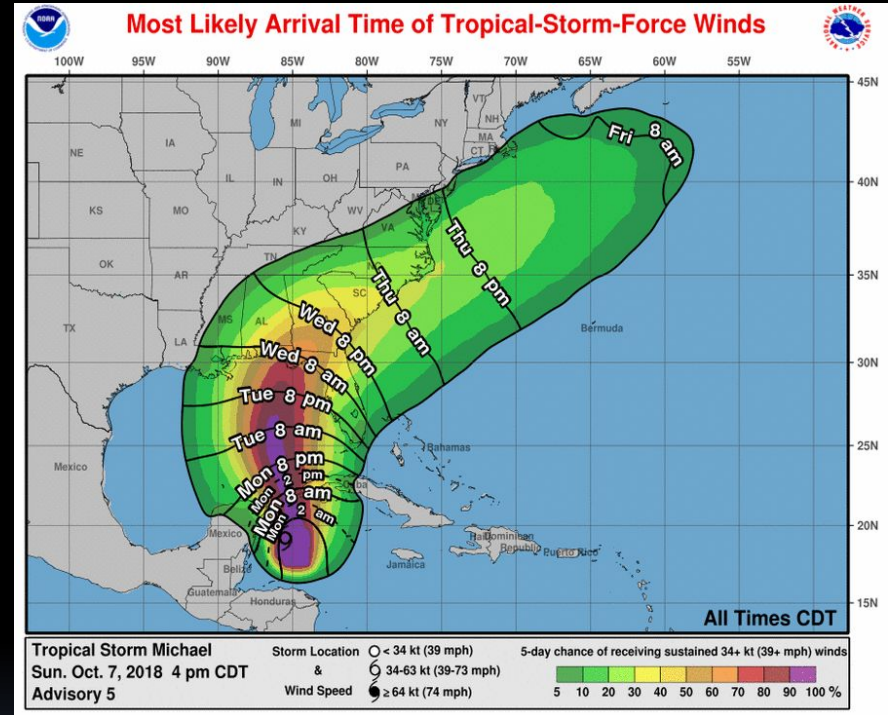 NOAA
Most Likely Arrival Time of Tropical-Storm-Force Winds
100W 95W 90W 85W 80W 75W 70W 65W 60W 55W
45N
40N
35N
30N
25N
20N
15N
NE
IA
MI
NY
VT
NH
MA
CT
PA
IL
IN
OH
KS
MO
WV
VA
DE
KY
OK
AR
TN
NC
SC
MS
AL
TX
LA
Fri 8 am
Thu 8 pm
Thu 8 am
Wed 8 pm
Wed 8 am
Tue 8 pm
Tue 8 am
Mon 8 pm
Mon 2 pm
Mon 8 am
Mon 2 am
Bermuda
Bahamas
Mexico
Cuba
Mexico
Belize
Guatemala
Honduras
Jamaica
Haiti
Dominican
Republic
Puerto Rico
All Times CDT
Tropical Storm Michael
Sun. Oct. 7, 2018 4 pm CDT
Advisory 5
Storm Location
&
Wind Speed
< 34 kt (39 mph)
34-63 kt (39-73 mph)
≥ 64 kt (74 mph)
5-day chance of receiving sustained 34+ kt (39+ mph) winds
5 10 20 30 40 50 60 70 80 90 100 %